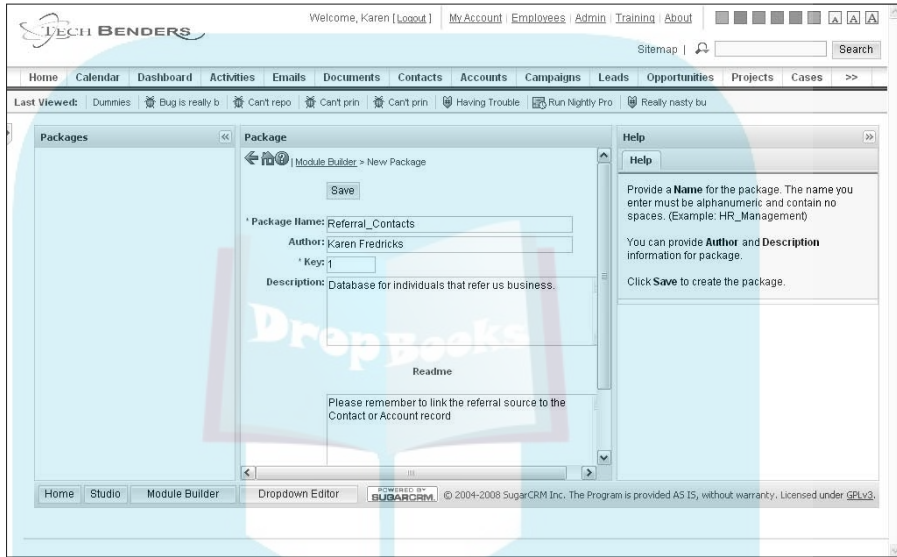 TECH BENDERS
Welcome, Karen [ Logout ] | My Account | Employees | Admin | Training | About
A A A
Sitemap |
Search
Home Calendar Dashboard Activities Emails Documents Contacts Accounts Campaigns Leads Opportunities Projects Cases >>
Last Viewed: Dummies Bug is really b Can't repo Can't prin Can't prin Having Trouble Run Nightly Pro Really nasty bu
Packages
Package
| Module Builder > New Package
Save
* Package Name: Referral_Contacts
Author: Karen Fredricks
* Key: 1
Description: Database for individuals that refer us business.
Readme
Please remember to link the referral source to the
Contact or Account record
Help
Help
Provide a Name for the package. The name you
enter must be alphanumeric and contain no
spaces. (Example: HR_Management)
You can provide Author and Description
information for package.
Click Save to create the package.
DropBooks
Home Studio Module Builder Dropdown Editor
POWERED BY
SUGARCRM © 2004-2008 SugarCRM Inc. The Program is provided AS IS, without warranty. Licensed under GPLv3.